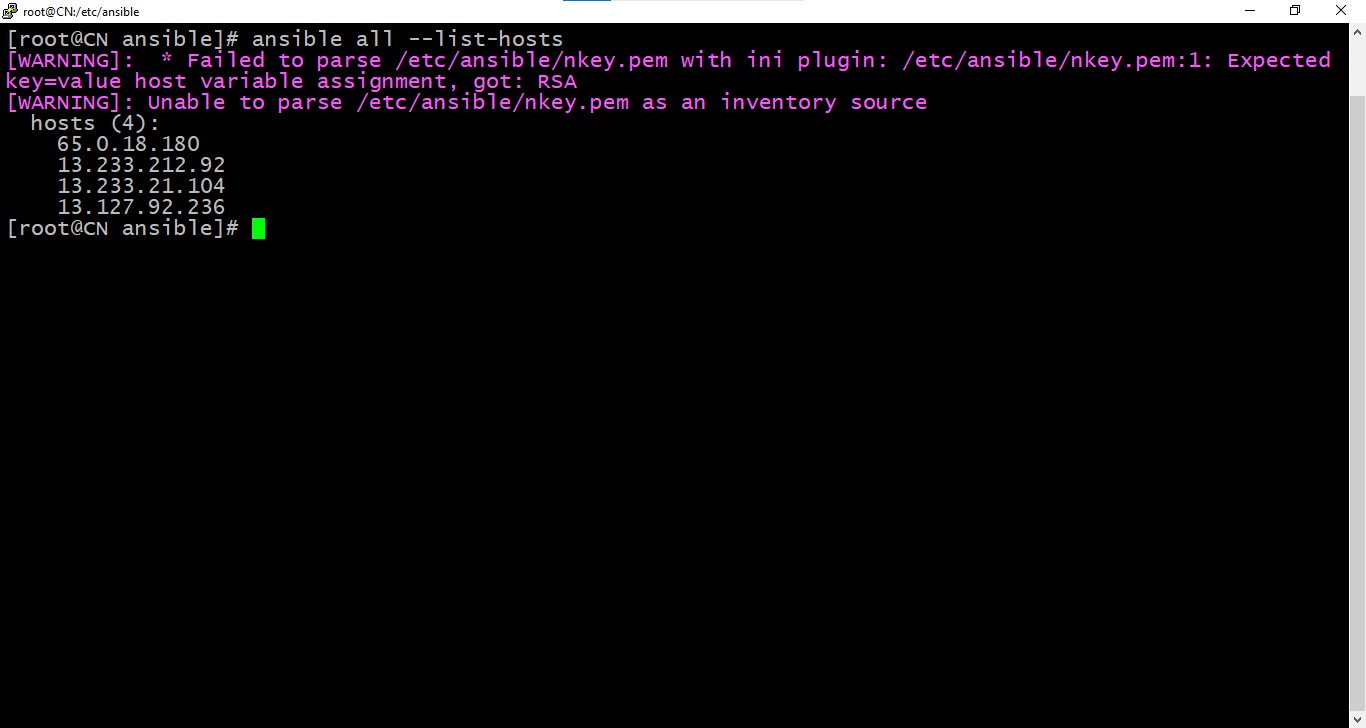 root@CN:/etc/ansible
[root@CN ansible]# ansible all --list-hosts
[WARNING]:  * Failed to parse /etc/ansible/nkey.pem with ini plugin: /etc/ansible/nkey.pem:1: Expected
key=value host variable assignment, got: RSA
[WARNING]: Unable to parse /etc/ansible/nkey.pem as an inventory source
  hosts (4):
    65.0.18.180
    13.233.212.92
    13.233.21.104
    13.127.92.236
[root@CN ansible]#